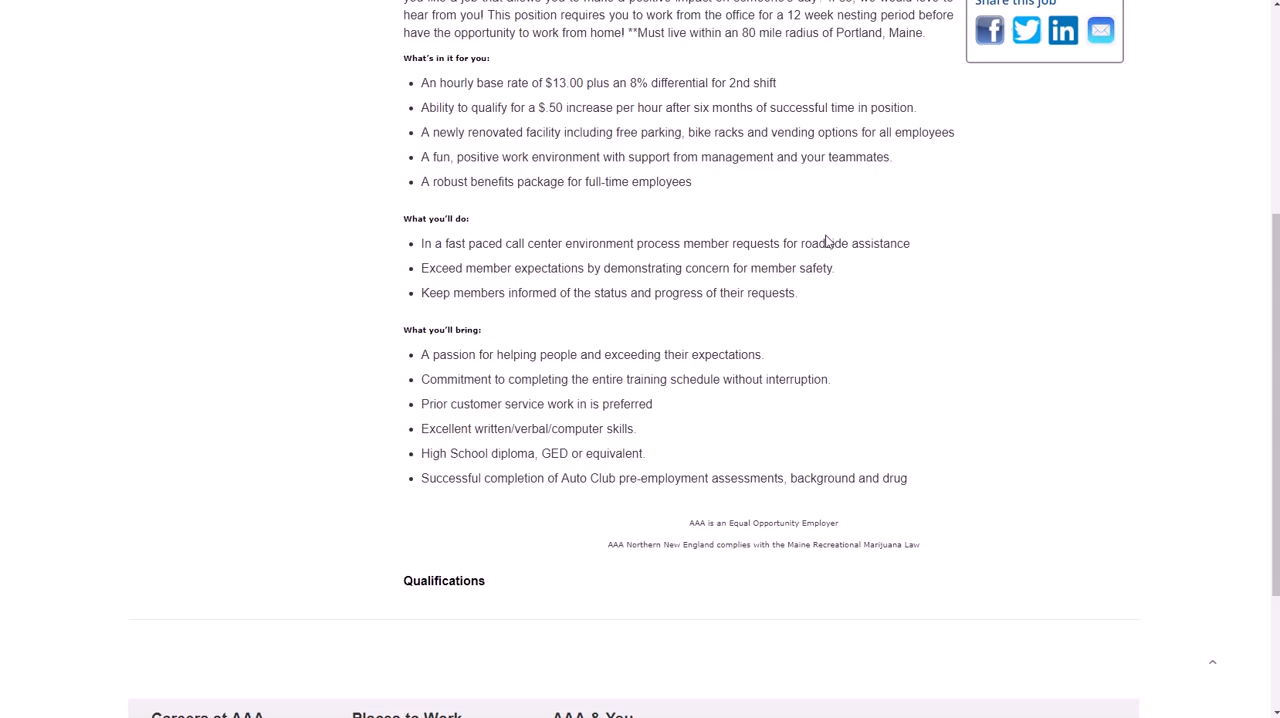 Share this job
hear from you! This position requires you to work from the office for a 12 week nesting period before
have the opportunity to work from home! **Must live within an 80 mile radius of Portland, Maine.
What's in it for you:
• An hourly base rate of $13.00 plus an 8% differential for 2nd shift
• Ability to qualify for a $.50 increase per hour after six months of successful time in position.
• A newly renovated facility including free parking, bike racks and vending options for all employees
• A fun, positive work environment with support from management and your teammates.
• A robust benefits package for full-time employees
What you'll do:
• In a fast paced call center environment process member requests for roadside assistance
• Exceed member expectations by demonstrating concern for member safety.
• Keep members informed of the status and progress of their requests.
What you'll bring:
• A passion for helping people and exceeding their expectations.
• Commitment to completing the entire training schedule without interruption.
• Prior customer service work in is preferred
• Excellent written/verbal/computer skills.
• High School diploma, GED or equivalent.
• Successful completion of Auto Club pre-employment assessments, background and drug
AAA is an Equal Opportunity Employer
AAA Northern New England complies with the Maine Recreational Marijuana Law
Qualifications
Careers at AAA
Places to Work
AAA & You